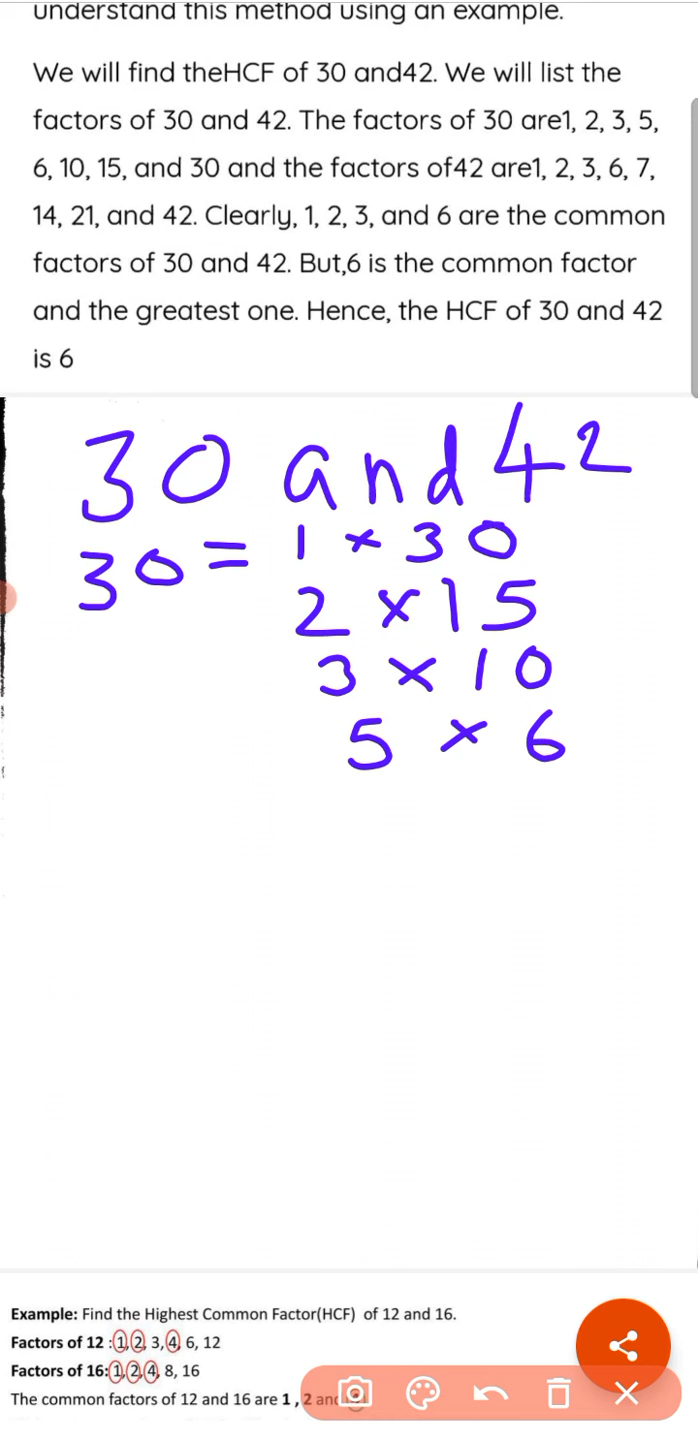 understand this method using an example.
We will find theHCF of 30 and42. We will list the
factors of 30 and 42. The factors of 30 are1, 2, 3, 5,
6, 10, 15, and 30 and the factors of42 are1, 2, 3, 6, 7,
14, 21, and 42. Clearly, 1, 2, 3, and 6 are the common
factors of 30 and 42. But,6 is the common factor
and the greatest one. Hence, the HCF of 30 and 42
is 6
30 and 42
30 = 1 × 30
2 × 15
3 × 10
5 × 6
Example: Find the Highest Common Factor(HCF) of 12 and 16.
Factors of 12 :1, 2, 3, 4, 6, 12
Factors of 16:1, 2, 4, 8, 16
The common factors of 12 and 16 are 1 , 2 and